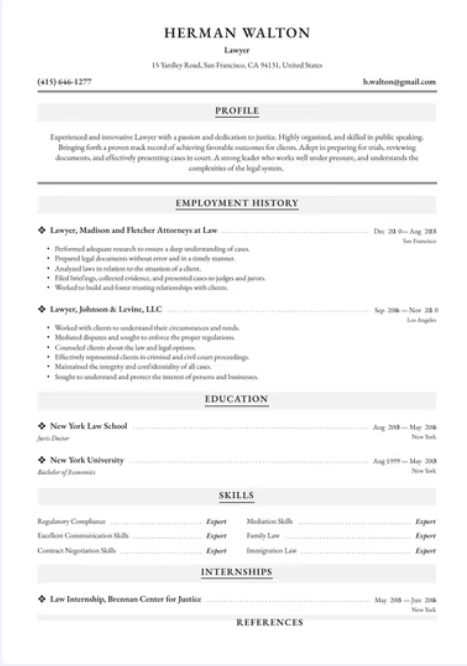 HERMAN WALTON
Lawyer
15 Yardley Road, San Francisco, CA 94131, United States
(415) 646-1277 h.walton@gmail.com
PROFILE
Experienced and innovative Lawyer with a passion and dedication to justice. Highly organized, and skilled in public speaking.
Bringing forth a proven track record of achieving favorable outcomes for clients. Adept in preparing for trials, reviewing
documents, and effectively presenting cases in court. A strong leader who works well under pressure, and understands the
complexities of the legal system.
EMPLOYMENT HISTORY
Lawyer, Madison and Fletcher Attorneys at Law Dec — Aug
San Francisco
Performed adequate research to ensure a deep understanding of cases.
Prepared legal documents without error and in a timely manner.
Analyzed laws in relation to the situation of a client.
Filed briefings, collected evidence, and presented cases to judges and jurors.
Worked to build and foster trusting relationships with clients.
Lawyer, Johnson & Levine, LLC Sep — Nov
Los Angeles
Worked with clients to understand their circumstances and needs.
Mediated disputes and sought to enforce the proper regulations.
Counseled clients about the law and legal options.
Effectively represented clients in criminal and civil court proceedings.
Maintained the integrity and confidentiality of all cases.
Sought to understand and protect the interest of persons and businesses.
EDUCATION
New York Law School Aug — May
Juris Doctor New York
New York University Aug 1999 — May
Bachelor of Economics New York
SKILLS
Regulatory Compliance Expert Mediation Skills Expert
Excellent Communication Skills Expert Family Law Expert
Contract Negotiation Skills Expert Immigration Law Expert
INTERNSHIPS
Law Internship, Brennan Center for Justice May — Jun
New York
REFERENCES